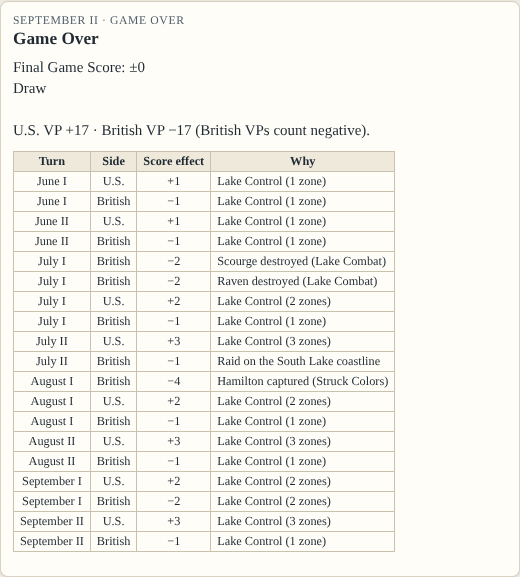 SEPTEMBER II · GAME OVER
Game Over
Final Game Score: ±0
Draw
U.S. VP +17 · British VP −17 (British VPs count negative).
Turn Side Score effect Why
June I U.S. +1 Lake Control (1 zone)
June I British −1 Lake Control (1 zone)
June II U.S. +1 Lake Control (1 zone)
June II British −1 Lake Control (1 zone)
July I British −2 Scourge destroyed (Lake Combat)
July I British −2 Raven destroyed (Lake Combat)
July I U.S. +2 Lake Control (2 zones)
July I British −1 Lake Control (1 zone)
July II U.S. +3 Lake Control (3 zones)
July II British −1 Raid on the South Lake coastline
August I British −4 Hamilton captured (Struck Colors)
August I U.S. +2 Lake Control (2 zones)
August I British −1 Lake Control (1 zone)
August II U.S. +3 Lake Control (3 zones)
August II British −1 Lake Control (1 zone)
September I U.S. +2 Lake Control (2 zones)
September I British −2 Lake Control (2 zones)
September II U.S. +3 Lake Control (3 zones)
September II British −1 Lake Control (1 zone)